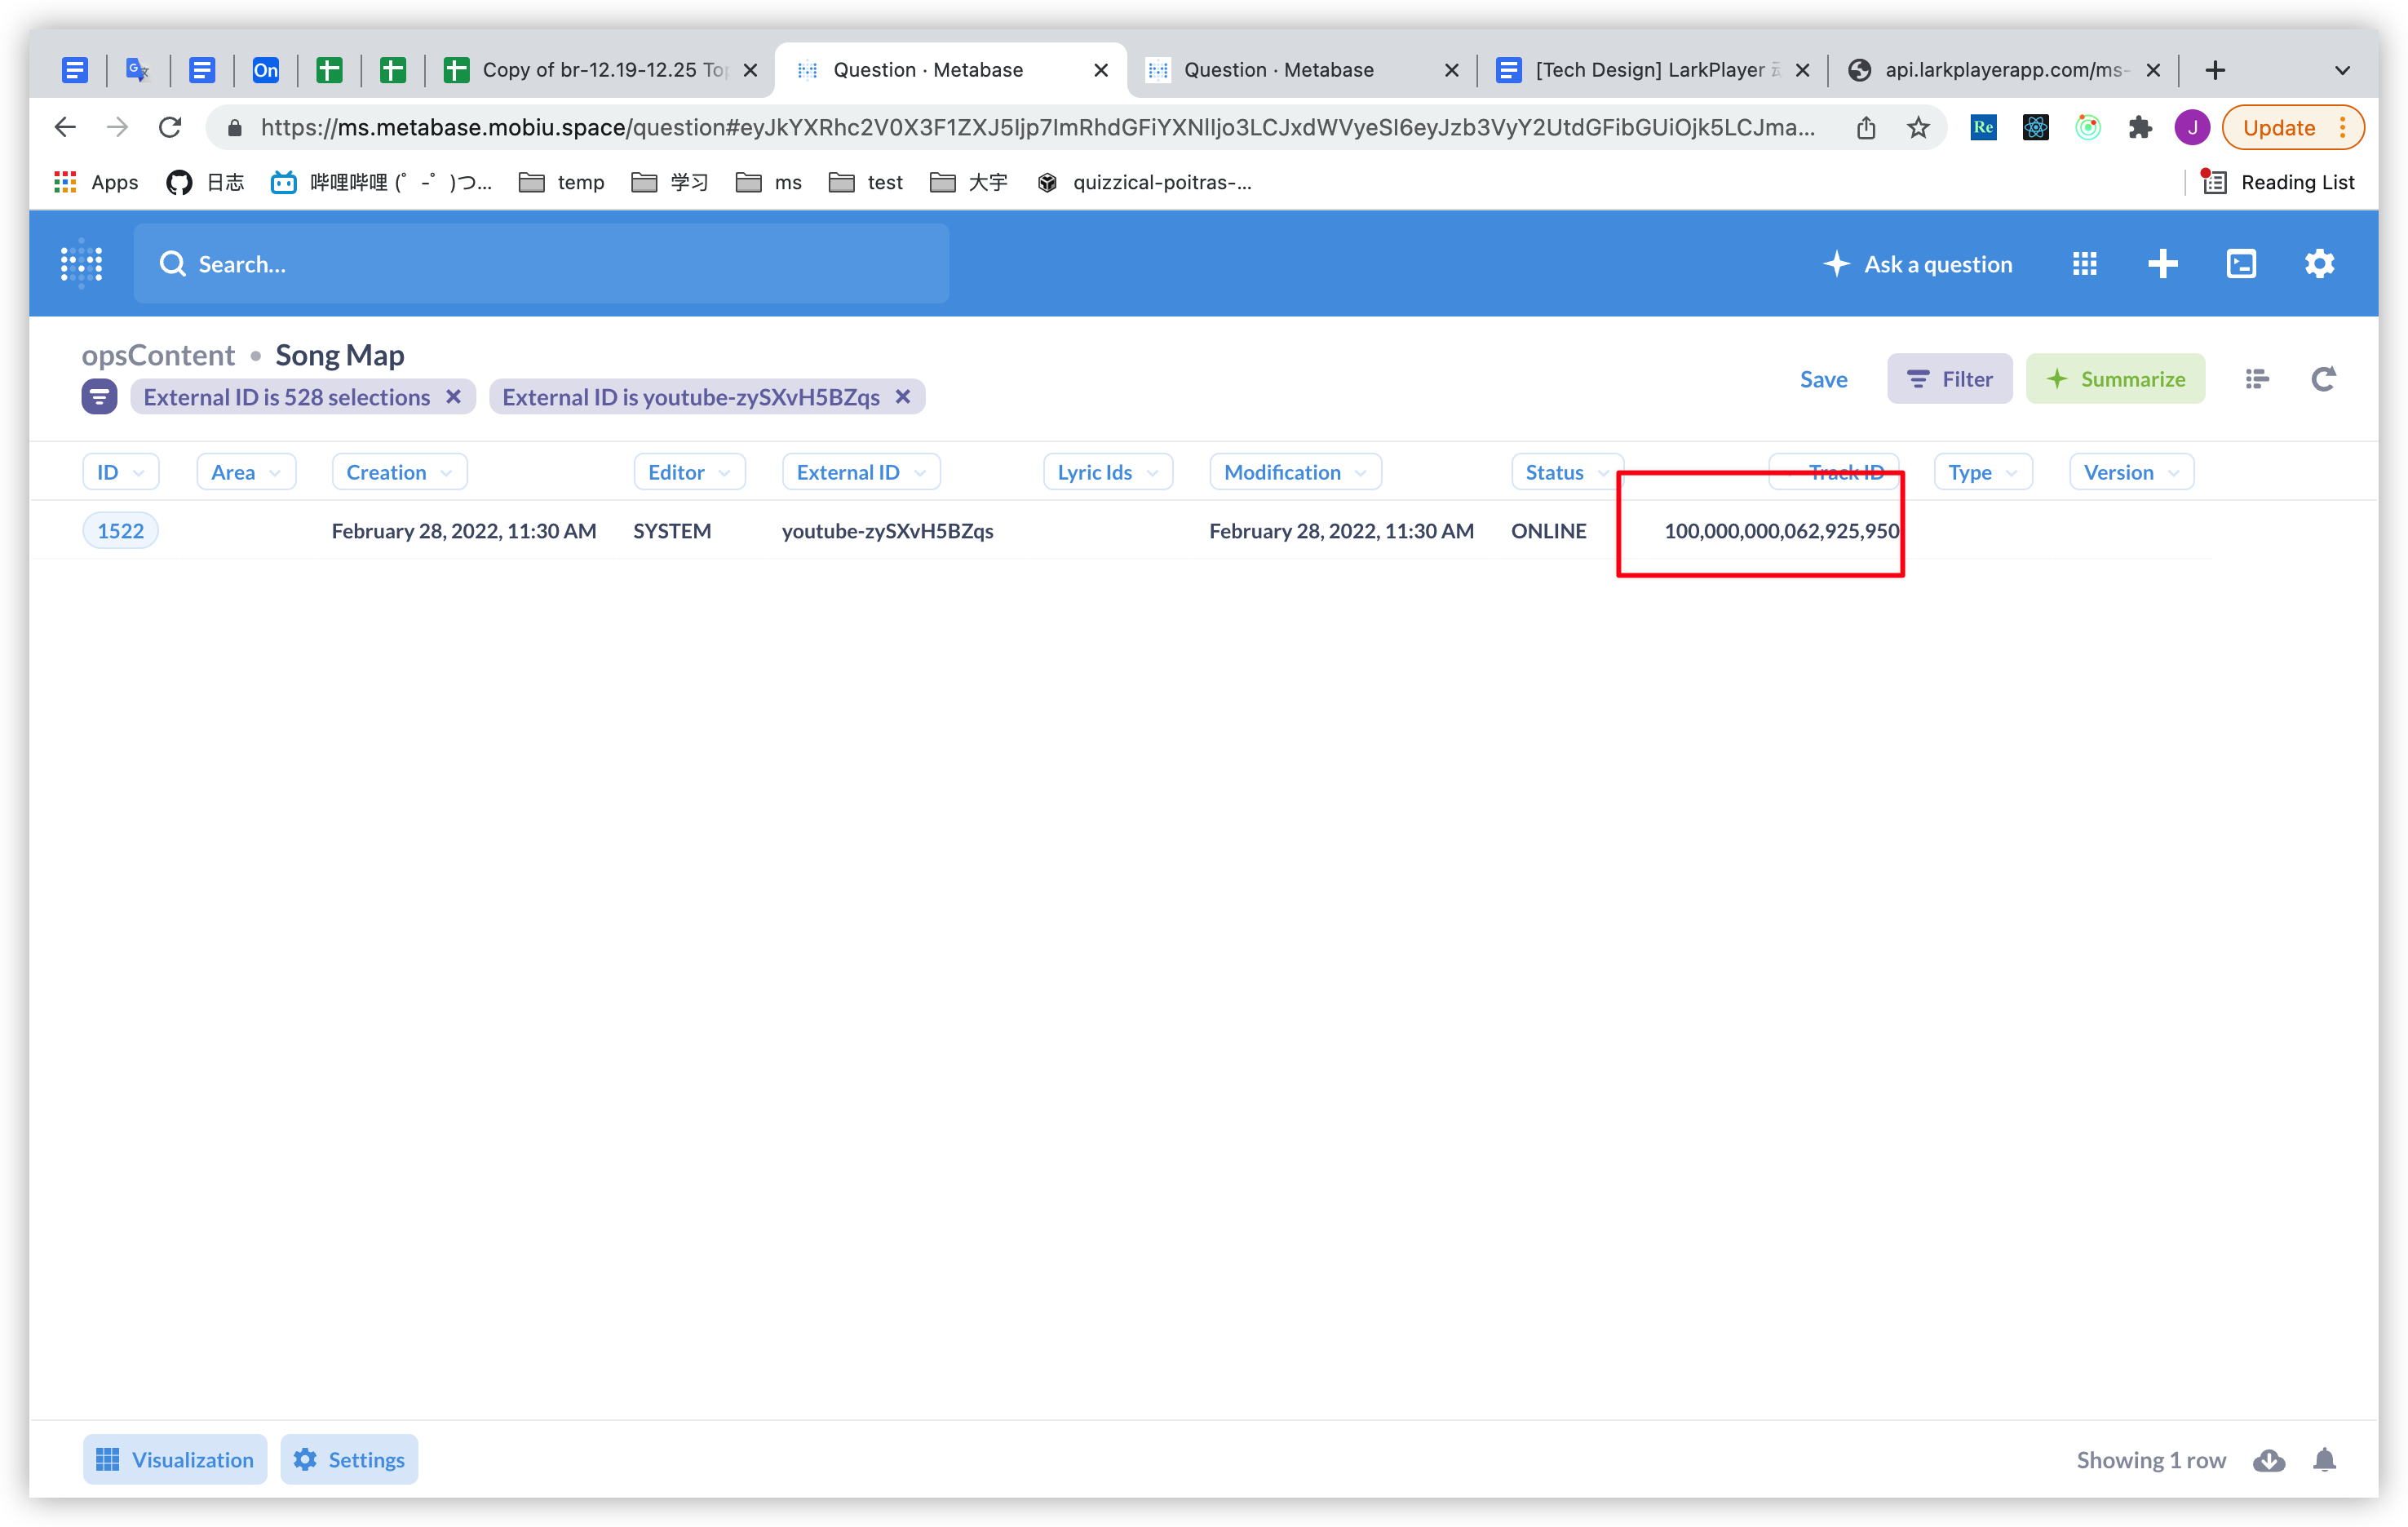 On
Copy of br-12.19-12.25 Top
Question · Metabase
Question · Metabase
[Tech Design] LarkPlayer
api.larkplayerapp.com/ms-
https://ms.metabase.mobiu.space/question#eyJkYXRhc2V0X3F1ZXJ5Ijp7ImRhdGFiYXNlIjo3LCJxdWVyeSI6eyJzb3VyY2UtdGFibGUiOjk5LCJma...
Re
J
Update
Apps
日志
哔哩哔哩 (゜-゜)つ...
temp
学习
ms
test
大宇
quizzical-poitras-...
Reading List
Search...
Ask a question
opsContent • Song Map
External ID is 528 selections
External ID is youtube-zySXvH5BZqs
Save
Filter
Summarize
ID Area Creation Editor External ID Lyric Ids Modification Status Track ID Type Version
1522 February 28, 2022, 11:30 AM SYSTEM youtube-zySXvH5BZqs February 28, 2022, 11:30 AM ONLINE 100,000,000,062,925,950
Visualization
Settings
Showing 1 row